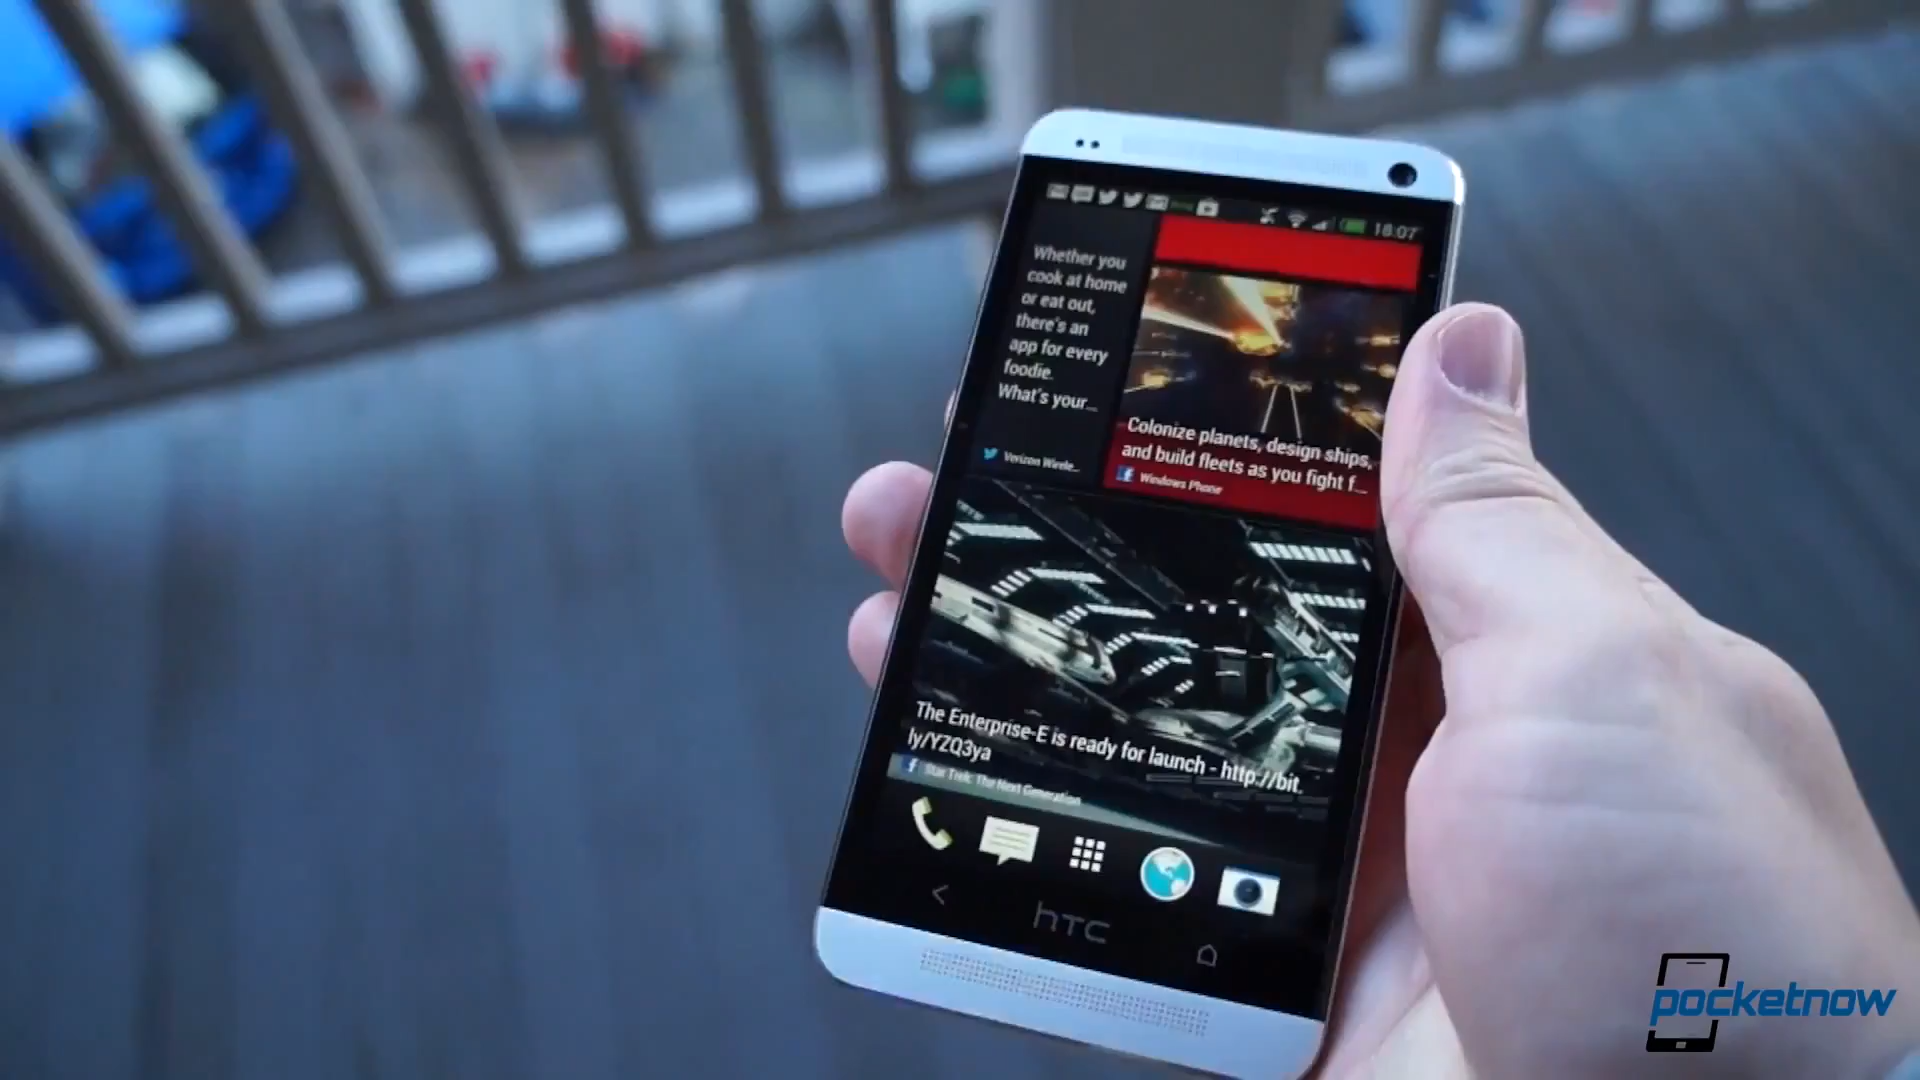 18:07
Whether you
cook at home
or eat out,
there's an
app for every
foodie.
What's your...
Verizon Wirele...
Colonize planets, design ships,
and build fleets as you fight f...
Windows Phone
The Enterprise-E is ready for launch - http://bit.
ly/YZQ3ya
Star Trek: The Next Generation
hTC
pocketnow